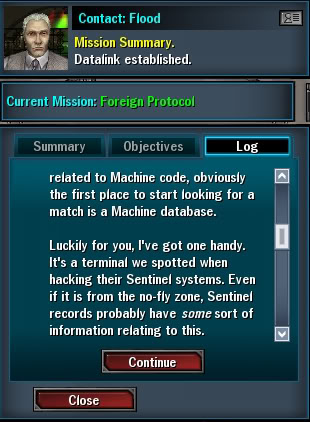 Contact: Flood
Mission Summary.
Datalink established.
Current Mission: Foreign Protocol
Summary
Objectives
Log
related to Machine code, obviously
the first place to start looking for a
match is a Machine database.
Luckily for you, I've got one handy.
It's a terminal we spotted when
hacking their Sentinel systems. Even
if it is from the no-fly zone, Sentinel
records probably have some sort of
information relating to this.
Continue
Close